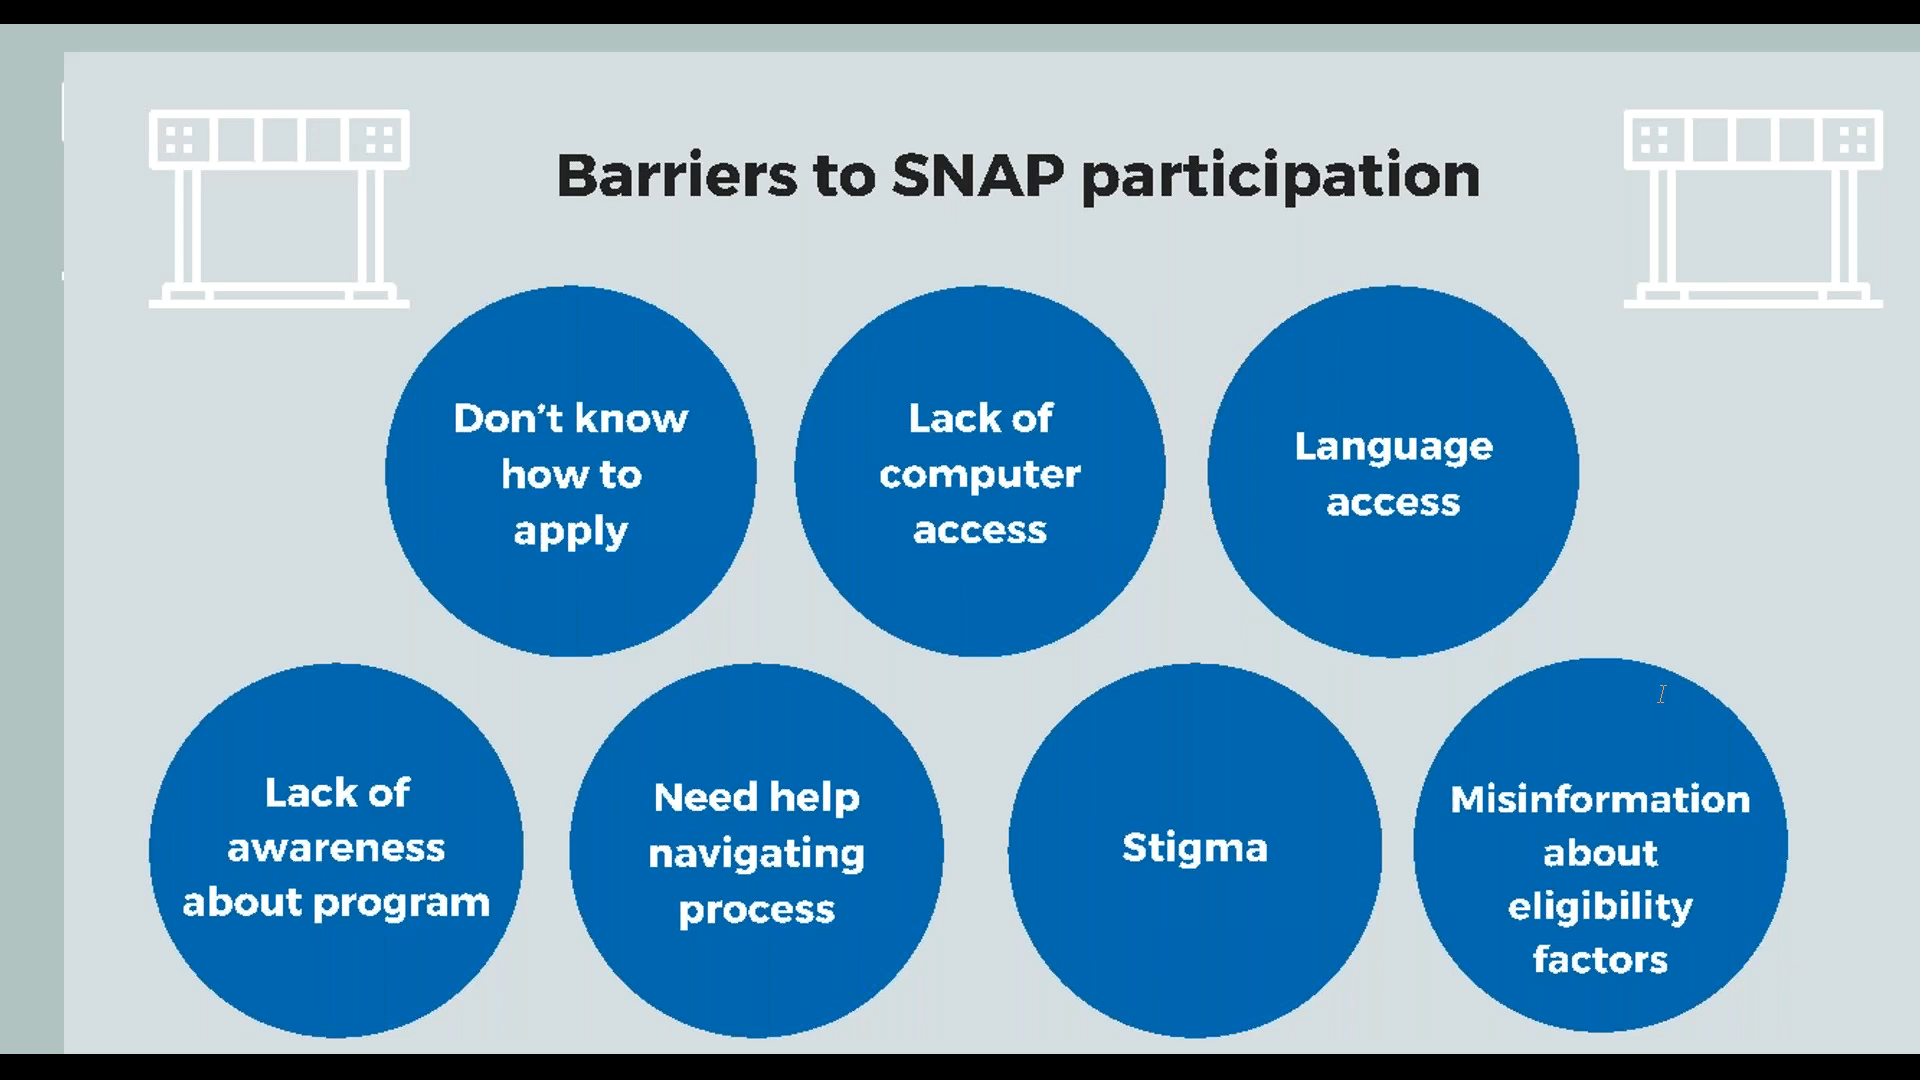 Barriers to SNAP participation
Don't know
how to
apply
Lack of
computer
access
Language
access
Lack of
awareness
about program
Need help
navigating
process
Stigma
Misinformation
about
eligibility
factors